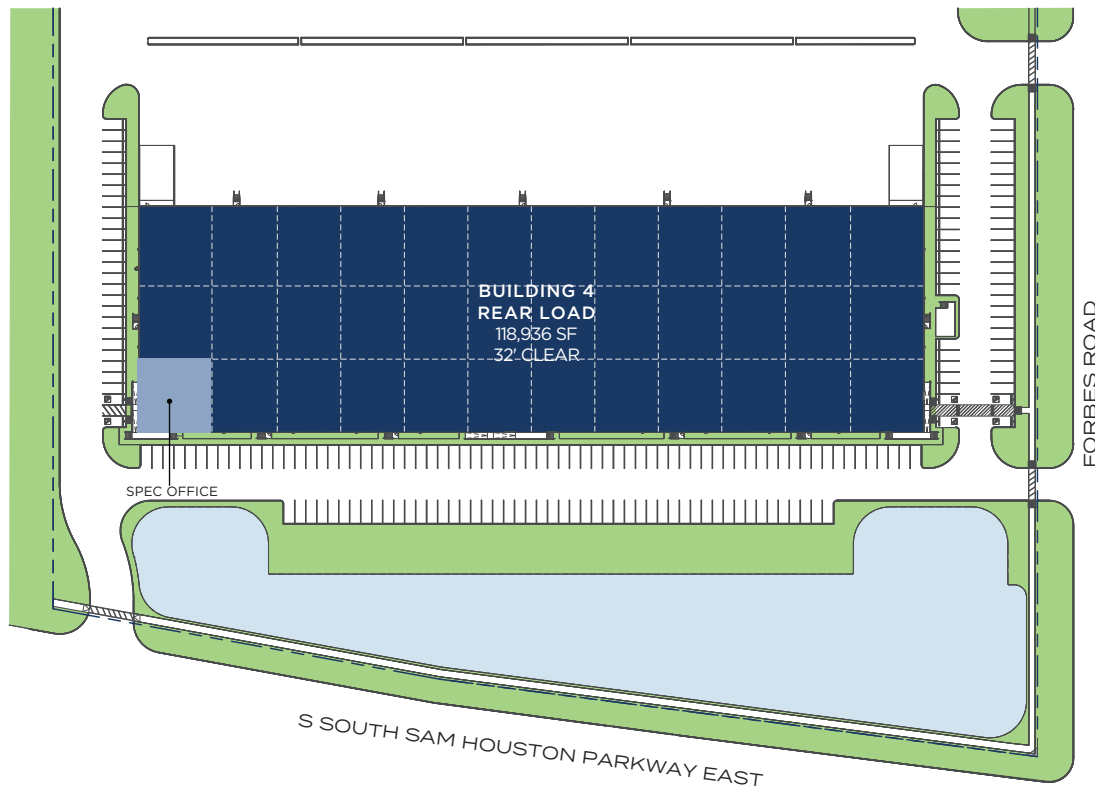 BUILDING 4
REAR LOAD
118,936 SF
32' CLEAR
FORBES ROAD
SPEC OFFICE
S SOUTH SAM HOUSTON PARKWAY EAST